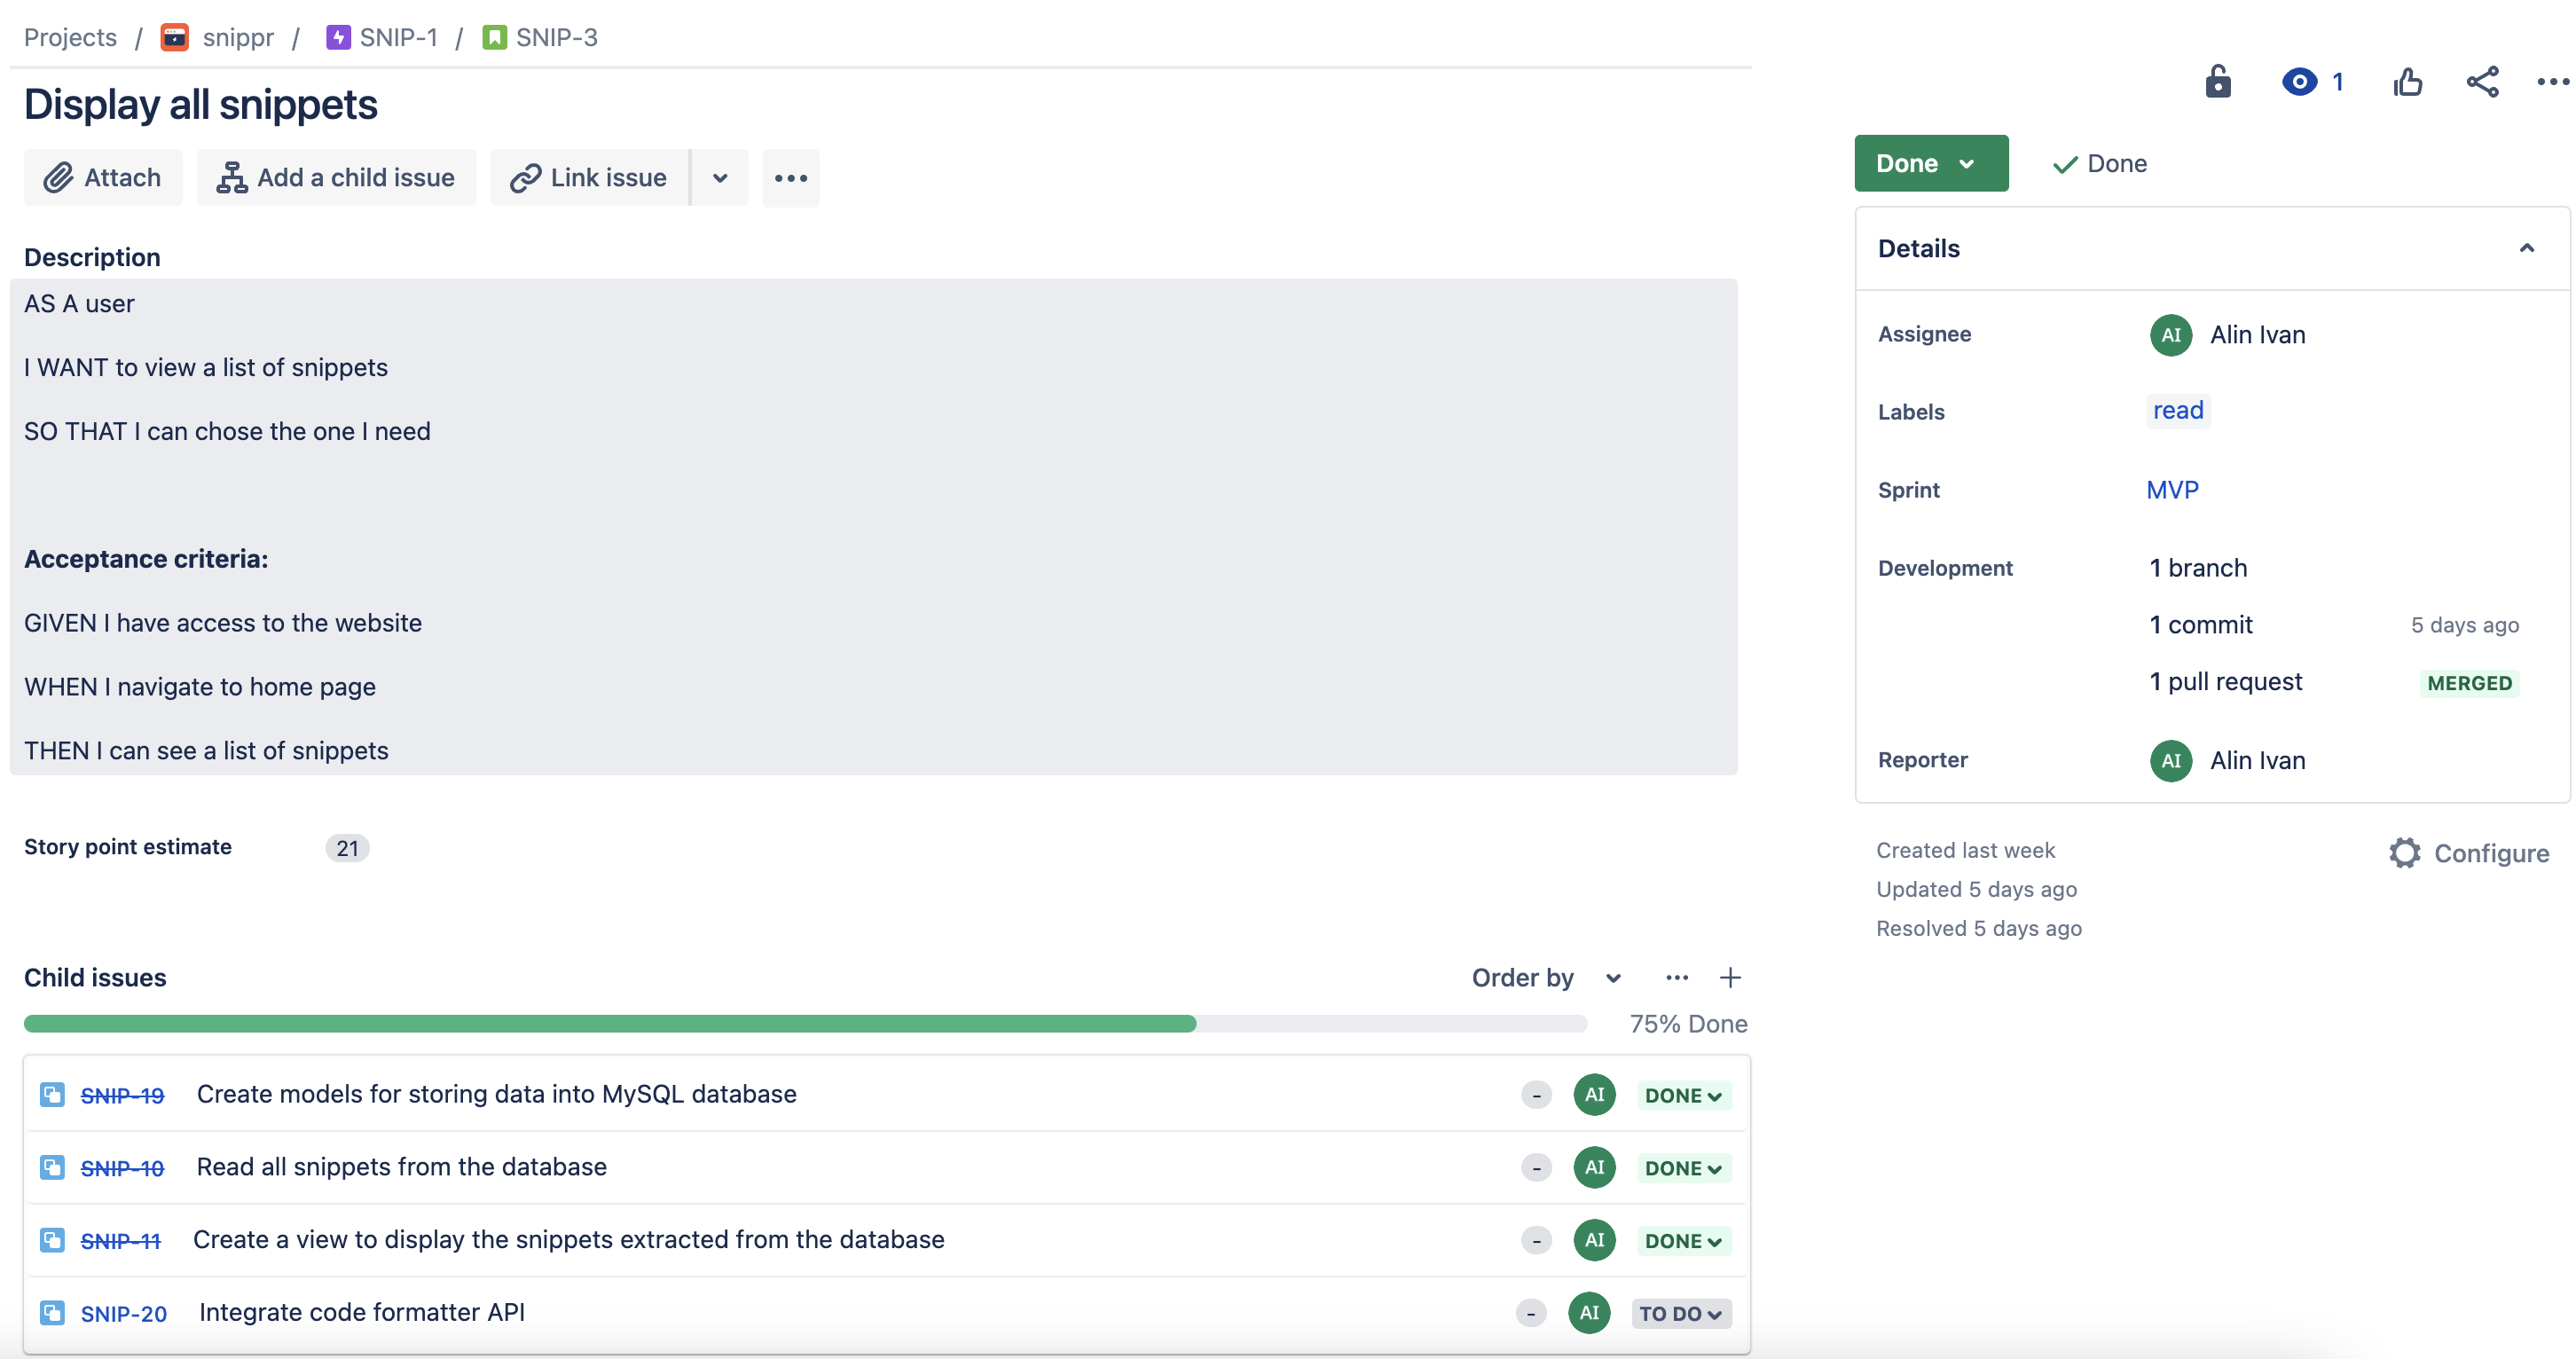 Projects / snippr / SNIP-1 / SNIP-3
Display all snippets
Attach Add a child issue Link issue
Description
AS A user
I WANT to view a list of snippets
SO THAT I can chose the one I need
Acceptance criteria:
GIVEN I have access to the website
WHEN I navigate to home page
THEN I can see a list of snippets
Story point estimate 21
Child issues Order by
75% Done
SNIP-19 Create models for storing data into MySQL database - AI DONE
SNIP-10 Read all snippets from the database - AI DONE
SNIP-11 Create a view to display the snippets extracted from the database - AI DONE
SNIP-20 Integrate code formatter API - AI TO DO
1
Done Done
Details
Assignee AI Alin Ivan
Labels read
Sprint MVP
Development 1 branch
1 commit 5 days ago
1 pull request MERGED
Reporter AI Alin Ivan
Created last week Configure
Updated 5 days ago
Resolved 5 days ago